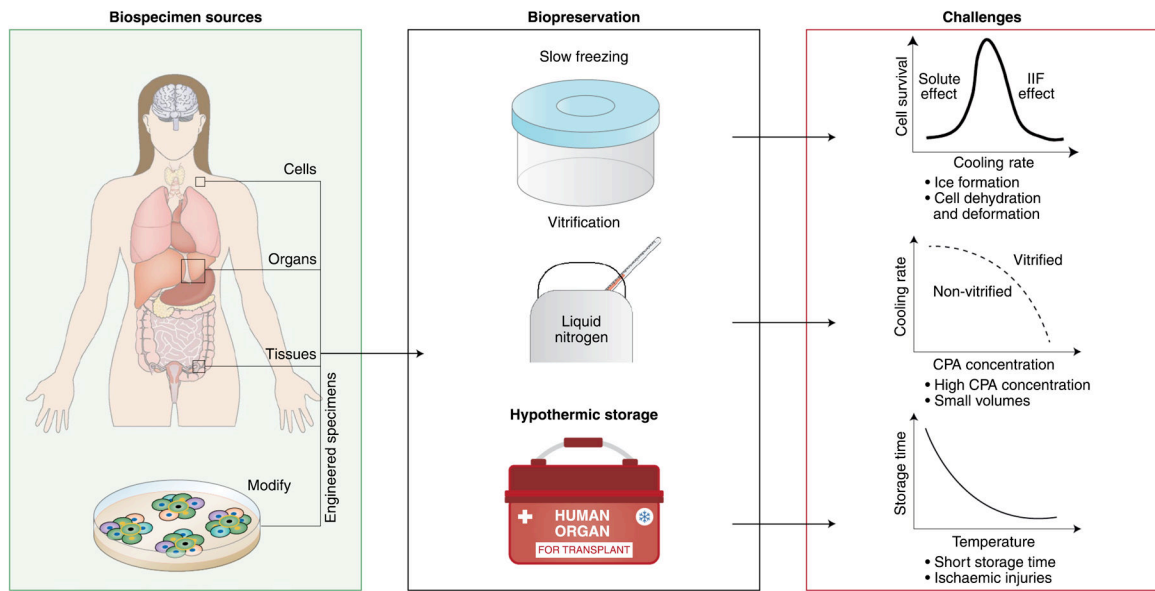 Biospecimen sources
Cells
Organs
Tissues
Engineered specimens
Modify
Biopreservation
Slow freezing
Vitrification
Liquid
nitrogen
Hypothermic storage
HUMAN
ORGAN
FOR TRANSPLANT
Challenges
Cell survival
Solute
effect
IIF
effect
Cooling rate
• Ice formation
• Cell dehydration
and deformation
Cooling rate
Vitrified
Non-vitrified
CPA concentration
• High CPA concentration
• Small volumes
Storage time
Temperature
• Short storage time
• Ischaemic injuries